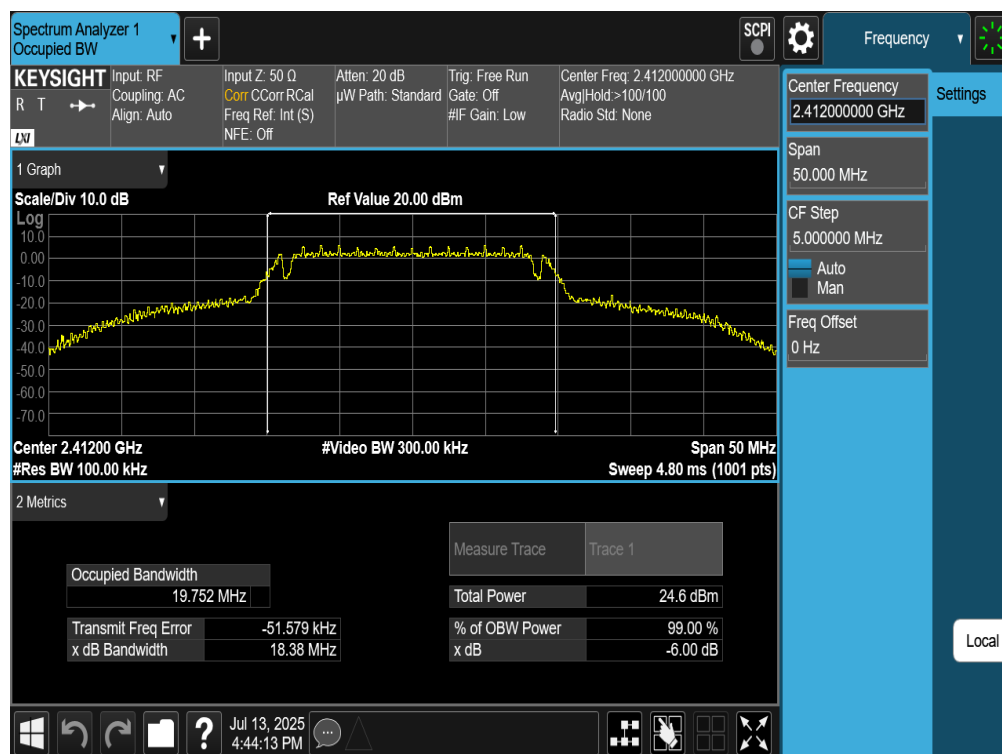 Spectrum Analyzer 1
Occupied BW
+
SCPI
Frequency
KEYSIGHT
R T
LXI
Input: RF
Coupling: AC
Align: Auto
Input Z: 50 Ω
Corr CCorr RCal
Freq Ref: Int (S)
NFE: Off
Atten: 20 dB
µW Path: Standard
Trig: Free Run
Gate: Off
#IF Gain: Low
Center Freq: 2.412000000 GHz
Avg|Hold:>100/100
Radio Std: None
Center Frequency
2.412000000 GHz
Settings
Span
50.000 MHz
CF Step
5.000000 MHz
Auto
Man
Freq Offset
0 Hz
1 Graph
Scale/Div 10.0 dB
Ref Value 20.00 dBm
Log
10.0
0.00
-10.0
-20.0
-30.0
-40.0
-50.0
-60.0
-70.0
Center 2.41200 GHz
#Video BW 300.00 kHz
Span 50 MHz
#Res BW 100.00 kHz
Sweep 4.80 ms (1001 pts)
2 Metrics
Measure Trace
Trace 1
Occupied Bandwidth
19.752 MHz
Total Power
24.6 dBm
Transmit Freq Error
-51.579 kHz
% of OBW Power
99.00 %
x dB Bandwidth
18.38 MHz
x dB
-6.00 dB
Local
?
Jul 13, 2025
4:44:13 PM